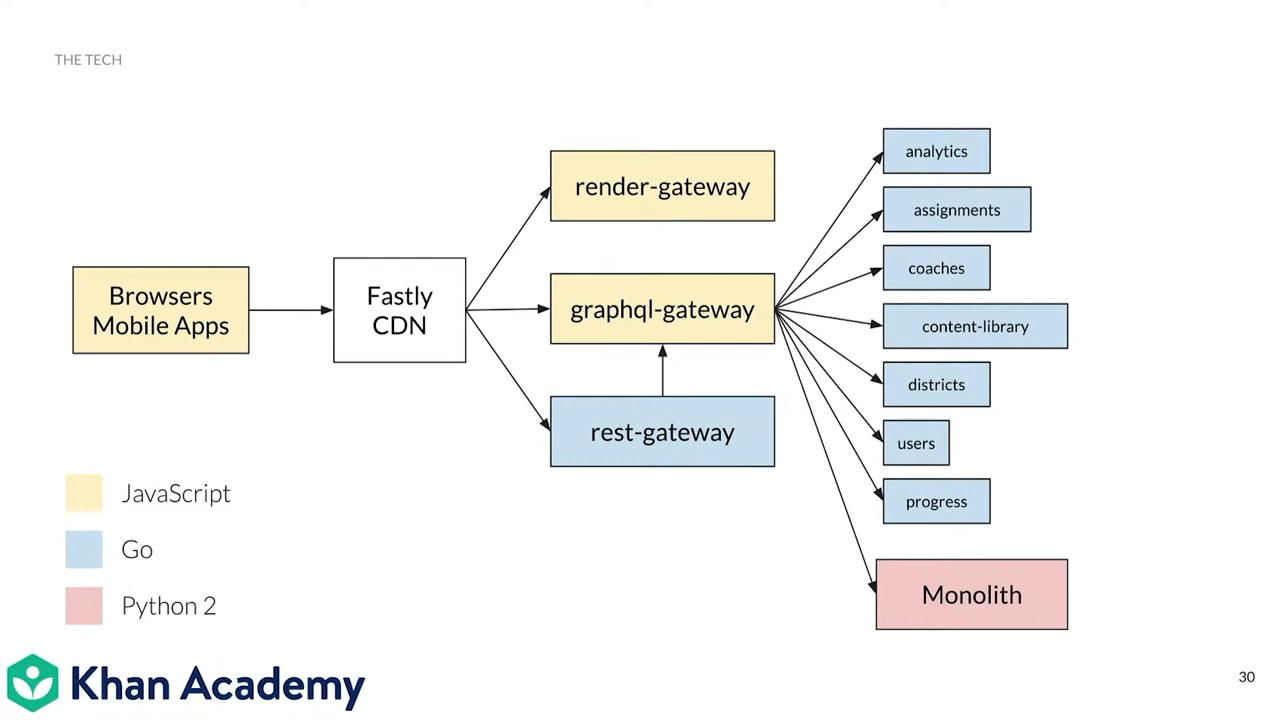 THE TECH
Browsers
Mobile Apps
Fastly
CDN
render-gateway
graphql-gateway
rest-gateway
analytics
assignments
coaches
content-library
districts
users
progress
Monolith
JavaScript
Go
Python 2
Khan Academy
30